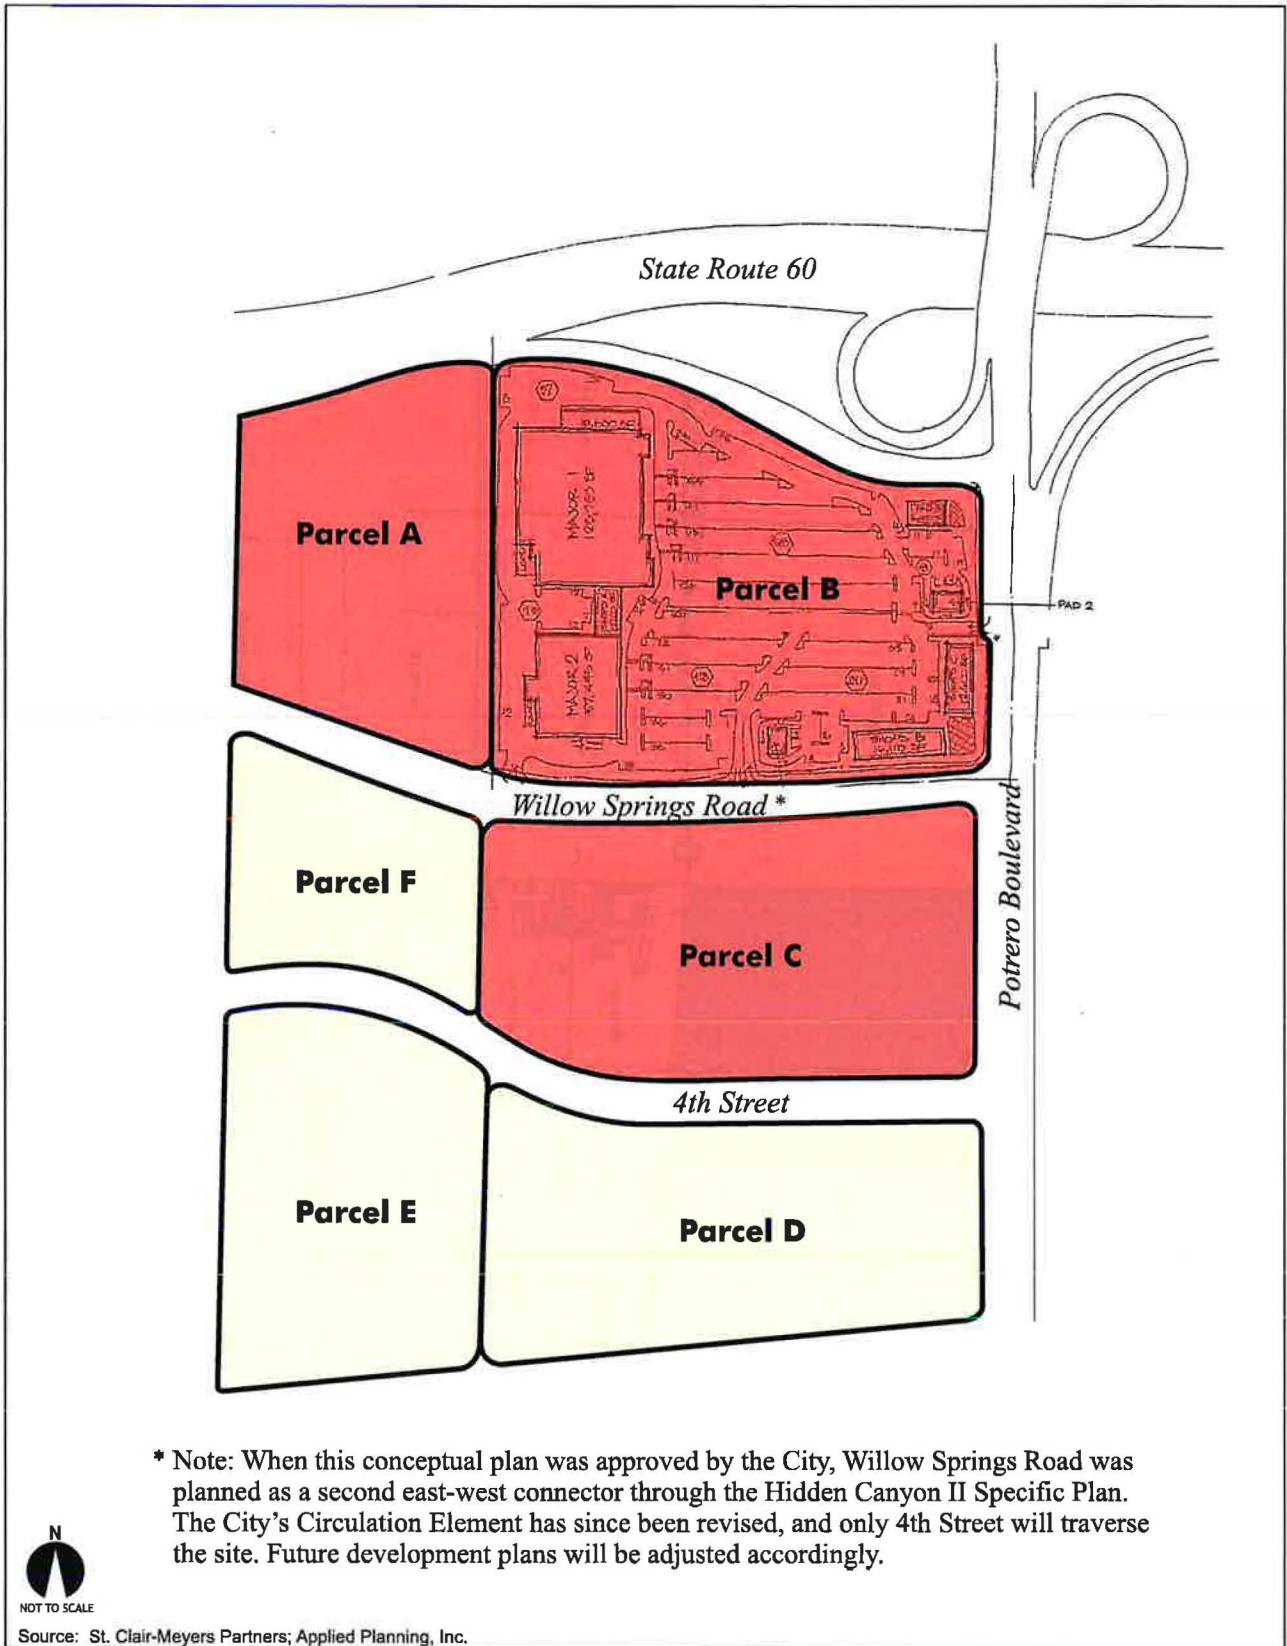 State Route 60
Parcel A
MAJOR 1
Parcel B
PAD 2
MAJOR 2
Willow Springs Road *
Potrero Boulevard
Parcel F
Parcel C
4th Street
Parcel E
Parcel D
* Note: When this conceptual plan was approved by the City, Willow Springs Road was
planned as a second east-west connector through the Hidden Canyon II Specific Plan.
The City's Circulation Element has since been revised, and only 4th Street will traverse
the site. Future development plans will be adjusted accordingly.
N
NOT TO SCALE
Source: St. Clair-Meyers Partners; Applied Planning, Inc.